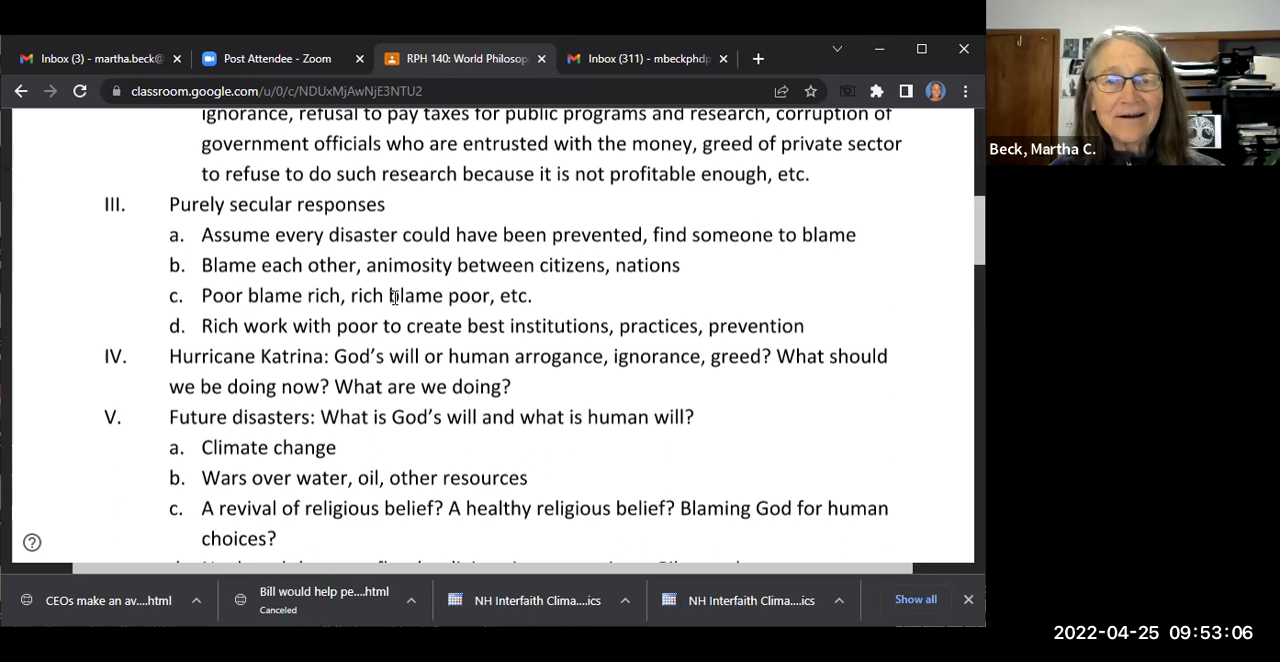 Inbox (3) - martha.beck@
Post Attendee - Zoom
RPH 140: World Philosop
Inbox (311) - mbeckphdp
classroom.google.com/u/0/c/NDUxMjAwNjE3NTU2
Beck, Martha C.
ignorance, refusal to pay taxes for public programs and research, corruption of
government officials who are entrusted with the money, greed of private sector
to refuse to do such research because it is not profitable enough, etc.
III. Purely secular responses
a. Assume every disaster could have been prevented, find someone to blame
b. Blame each other, animosity between citizens, nations
c. Poor blame rich, rich blame poor, etc.
d. Rich work with poor to create best institutions, practices, prevention
IV. Hurricane Katrina: God's will or human arrogance, ignorance, greed? What should
we be doing now? What are we doing?
V. Future disasters: What is God's will and what is human will?
a. Climate change
b. Wars over water, oil, other resources
c. A revival of religious belief? A healthy religious belief? Blaming God for human
choices?
CEOs make an av....html
Bill would help pe....html
Canceled
NH Interfaith Clima....ics
NH Interfaith Clima....ics
Show all
2022-04-25 09:53:06